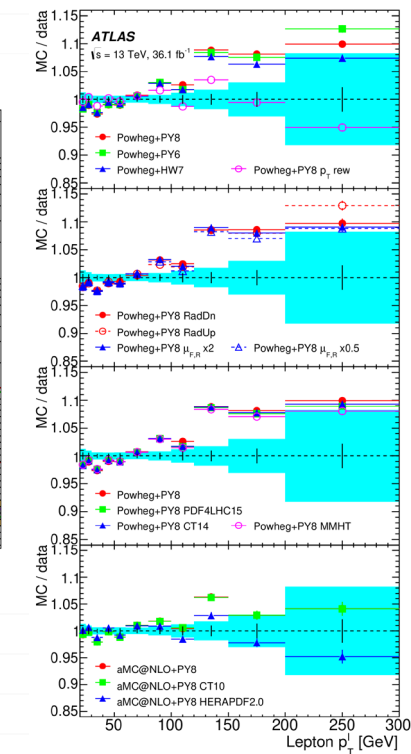 MC / data
1.15
1.1
1.05
1
0.95
0.9
0.85
ATLAS
√s = 13 TeV, 36.1 fb⁻¹
Powheg+PY8
Powheg+PY6
Powheg+HW7
Powheg+PY8 p_T rew
MC / data
1.1
1.05
1
0.95
0.9
0.85
Powheg+PY8 RadDn
Powheg+PY8 RadUp
Powheg+PY8 μ_F,R x2
Powheg+PY8 μ_F,R x0.5
MC / data
1.15
1.1
1.05
1
0.95
0.9
0.85
Powheg+PY8
Powheg+PY8 PDF4LHC15
Powheg+PY8 CT14
Powheg+PY8 MMHT
MC / data
1.15
1.1
1.05
1
0.95
0.9
0.85
aMC@NLO+PY8
aMC@NLO+PY8 CT10
aMC@NLO+PY8 HERAPDF2.0
50 100 150 200 250 300
Lepton p_T^l [GeV]